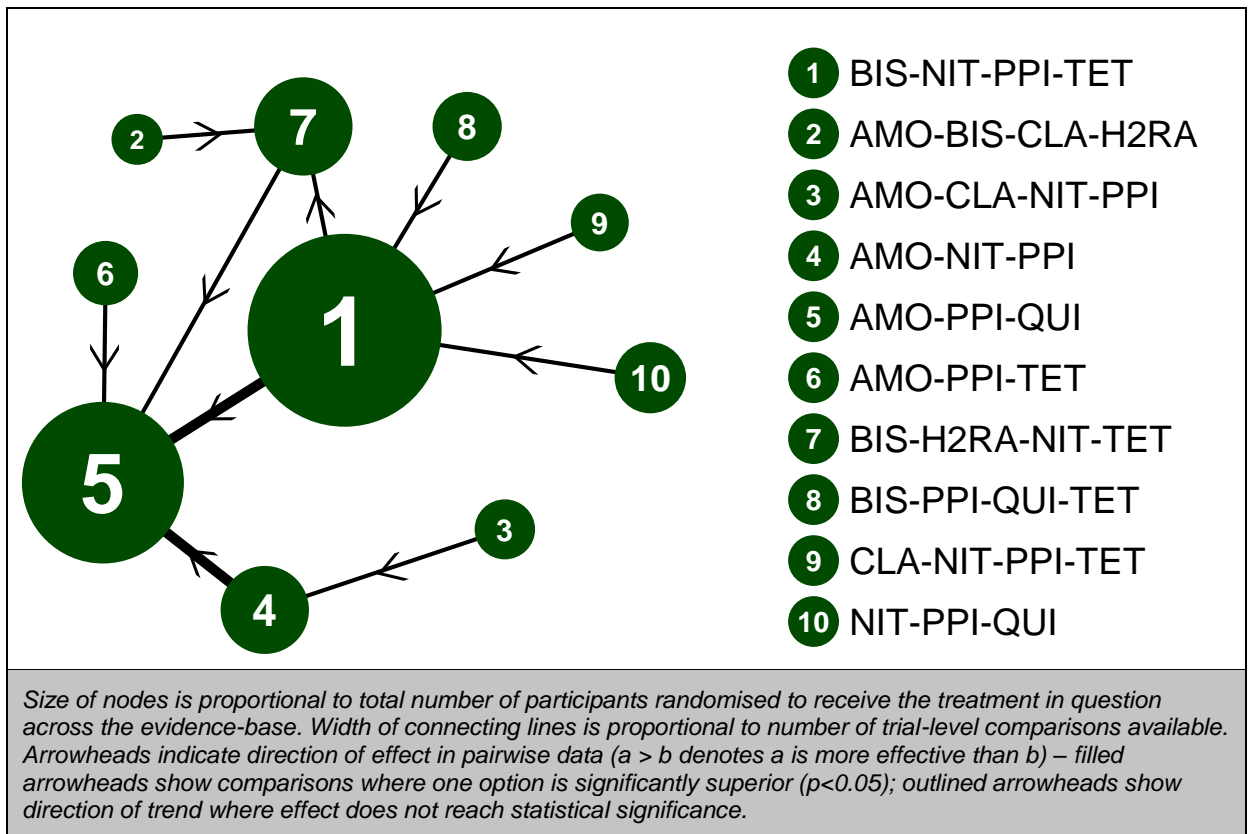 1 BIS-NIT-PPI-TET
2 AMO-BIS-CLA-H2RA
3 AMO-CLA-NIT-PPI
4 AMO-NIT-PPI
5 AMO-PPI-QUI
6 AMO-PPI-TET
7 BIS-H2RA-NIT-TET
8 BIS-PPI-QUI-TET
9 CLA-NIT-PPI-TET
10 NIT-PPI-QUI
2
7
8
9
6
1
10
5
3
4
Size of nodes is proportional to total number of participants randomised to receive the treatment in question
across the evidence-base. Width of connecting lines is proportional to number of trial-level comparisons available.
Arrowheads indicate direction of effect in pairwise data (a > b denotes a is more effective than b) – filled
arrowheads show comparisons where one option is significantly superior (p<0.05); outlined arrowheads show
direction of trend where effect does not reach statistical significance.